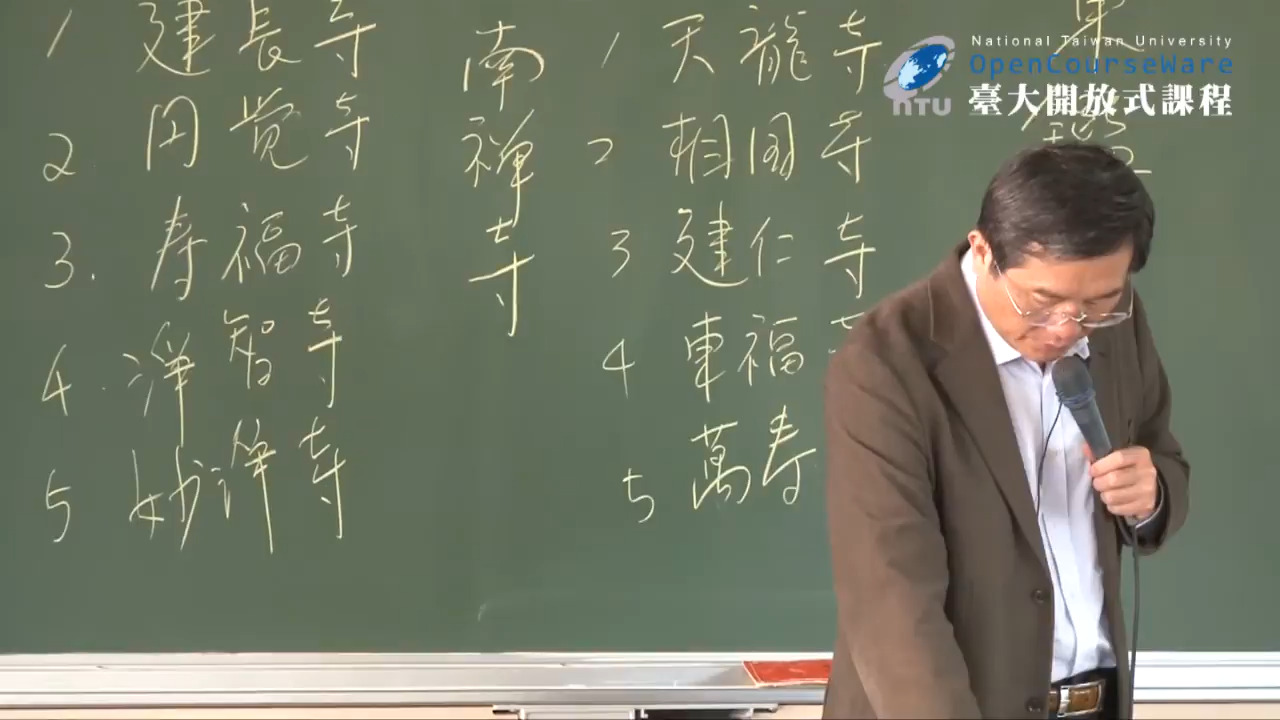 1 建長寺
2. 円覚寺
3. 寿福寺
4. 浄智寺
5 妙浄寺
南禅寺
1 天龍寺
2 相国寺
3 建仁寺
4 東福寺
5 萬寿
東
National Taiwan University
OpenCourseWare
NTU
臺大開放式課程